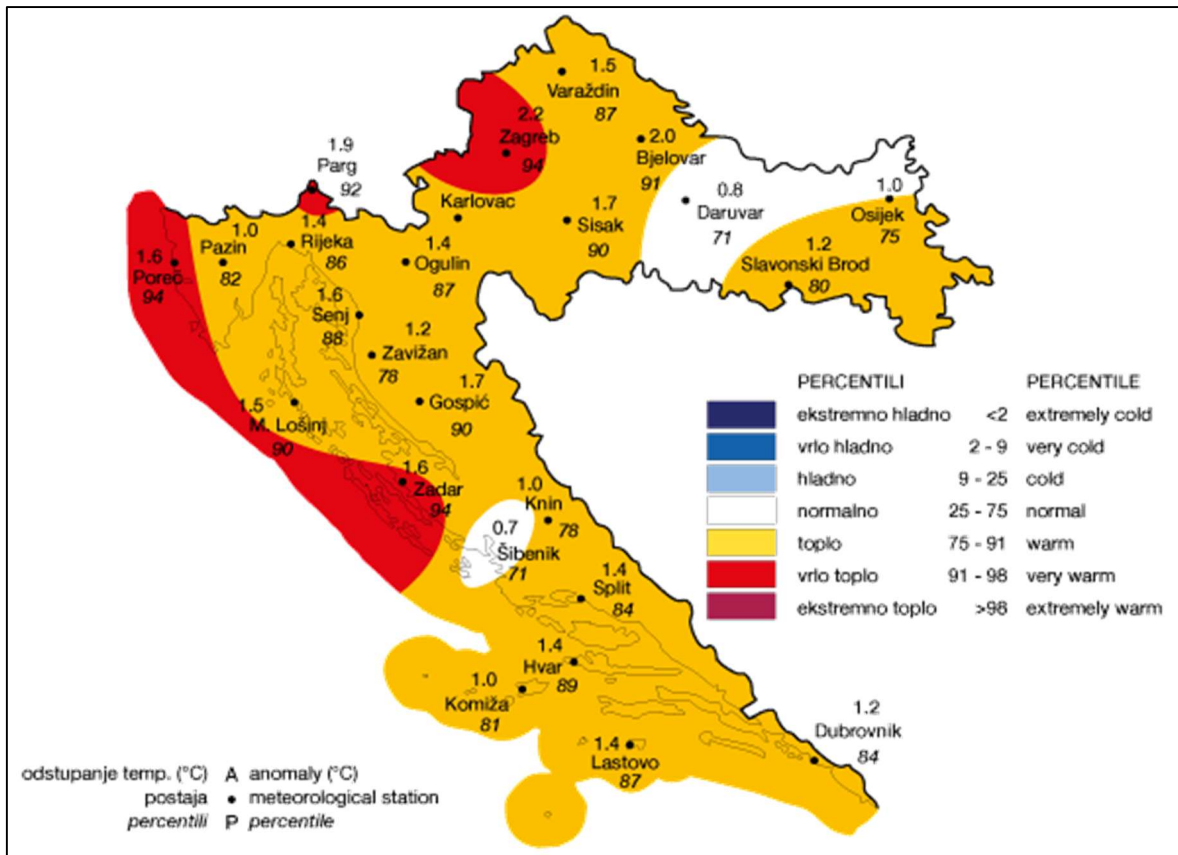 1.5
Varaždin
87
2.2
Zagreb
94
2.0
Bjelovar
91
1.9
Parg
92
0.8
Daruvar
71
1.0
Osijek
75
Karlovac
1.7
Sisak
90
1.2
Slavonski Brod
80
1.6
Poreč
94
1.0
Pazin
82
1.4
Rijeka
86
1.4
Ogulin
87
1.6
Senj
88
1.2
Zavižan
78
1.7
Gospić
90
1.5
M. Lošinj
90
1.6
Zadar
94
1.0
Knin
78
0.7
Šibenik
71
1.4
Split
84
1.4
Hvar
89
1.0
Komiža
81
1.4
Lastovo
87
1.2
Dubrovnik
84
PERCENTILI PERCENTILE
ekstremno hladno <2 extremely cold
vrlo hladno 2 - 9 very cold
hladno 9 - 25 cold
normalno 25 - 75 normal
toplo 75 - 91 warm
vrlo toplo 91 - 98 very warm
ekstremno toplo >98 extremely warm
odstupanje temp. (°C) A anomaly (°C)
postaja • meteorological station
percentili P percentile